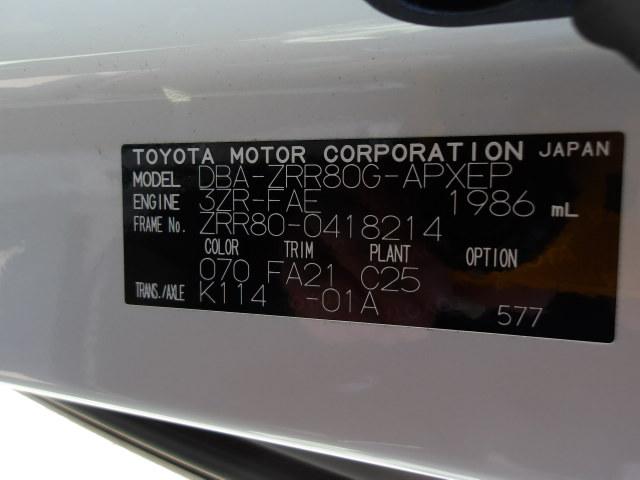 TOYOTA MOTOR CORPORATION JAPAN
MODEL DBA-ZRR80G-APXEP
ENGINE 3ZR-FAE 1986 mL
FRAME No. ZRR80-0418214
COLOR TRIM PLANT OPTION
070 FA21 C25
TRANS./AXLE K114 -01A
577